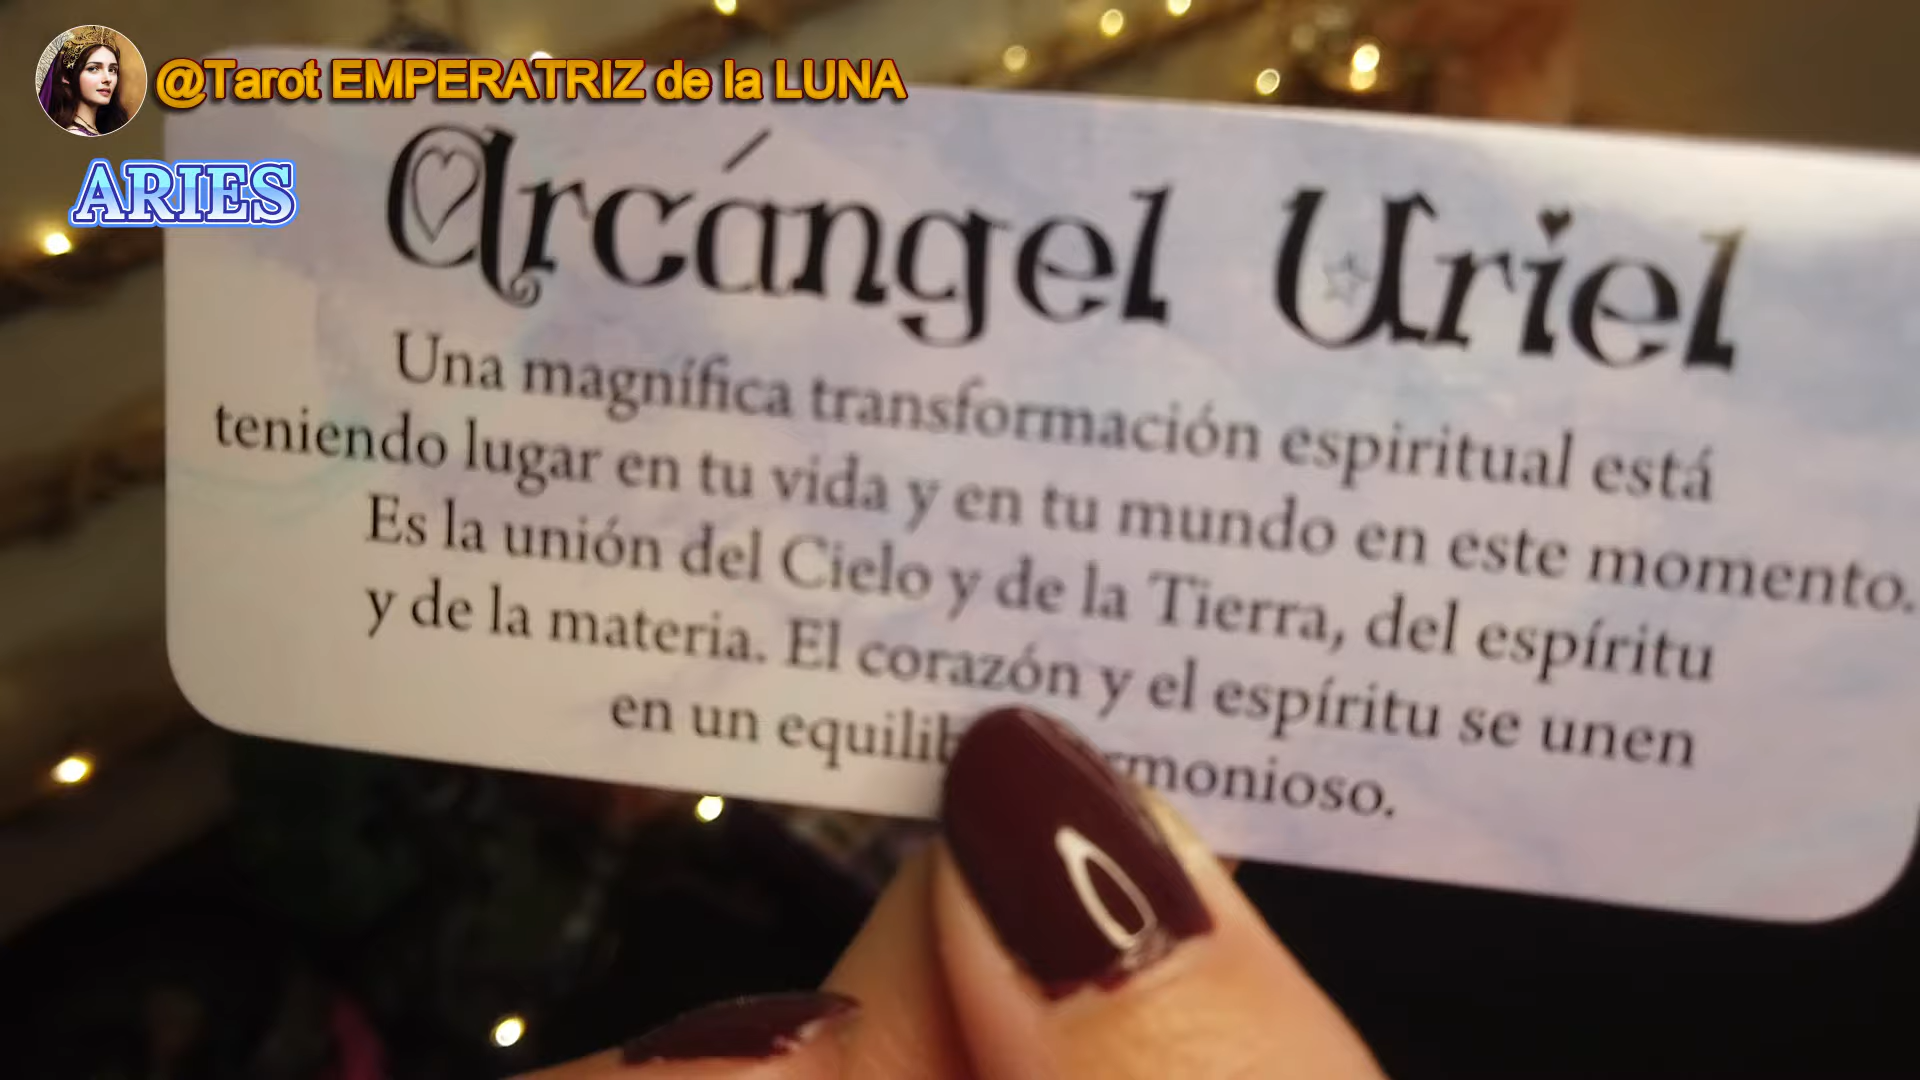 @Tarot EMPERATRIZ de la LUNA
ARIES
Arcángel Uriel
Una magnífica transformación espiritual está
teniendo lugar en tu vida y en tu mundo en este momento.
Es la unión del Cielo y de la Tierra, del espíritu
y de la materia. El corazón y el espíritu se unen
en un